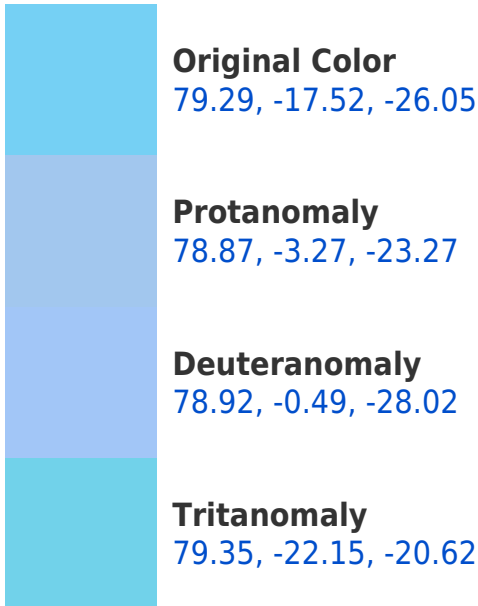 Original Color
79.29, -17.52, -26.05
Protanomaly
78.87, -3.27, -23.27
Deuteranomaly
78.92, -0.49, -28.02
Tritanomaly
79.35, -22.15, -20.62